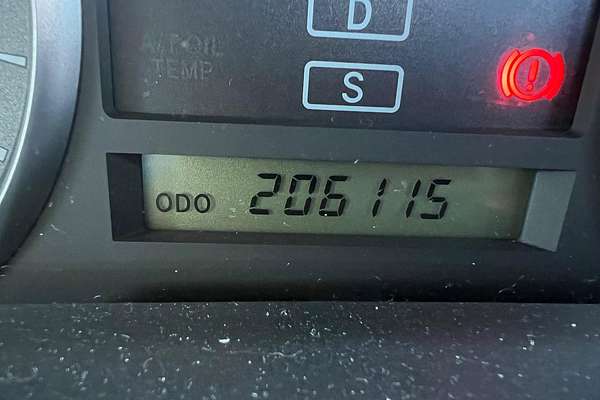 D
A/T OIL
TEMP
S
ODO 206115